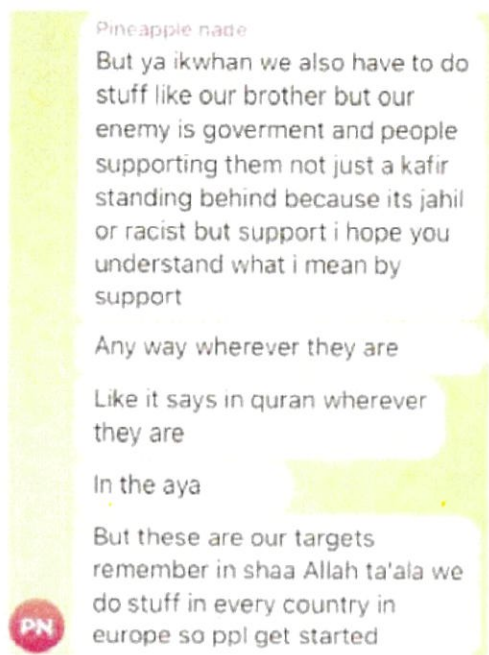 Pineapple nade
But ya ikwhan we also have to do
stuff like our brother but our
enemy is goverment and people
supporting them not just a kafir
standing behind because its jahil
or racist but support i hope you
understand what i mean by
support
Any way wherever they are
Like it says in quran wherever
they are
In the aya
But these are our targets
remember in shaa Allah ta'ala we
do stuff in every country in
europe so ppl get started
PN